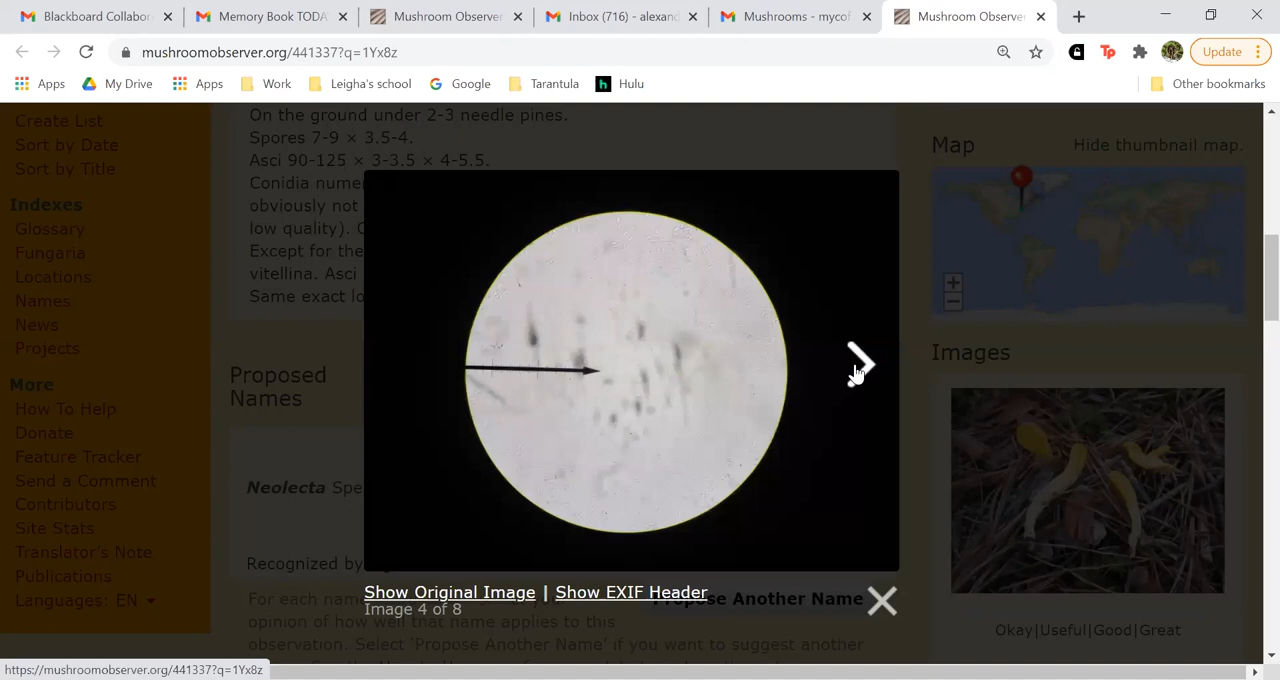 Blackboard Collabor
Memory Book TODA
Mushroom Observer
Inbox (716) - alexand
Mushrooms - mycof
Mushroom Observer
mushroomobserver.org/441337?q=1Yx8z
Tp
Update
Apps
My Drive
Apps
Work
Leigha's school
Google
Tarantula
h Hulu
Other bookmarks
Create List
Sort by Date
Sort by Title
Indexes
Glossary
Fungaria
Locations
Names
News
Projects
More
How To Help
Donate
Feature Tracker
Send a Comment
Contributors
Site Stats
Translator's Note
Publications
Languages: EN
On the ground under 2-3 needle pines.
Spores 7-9 × 3.5-4.
Asci 90-125 × 3-3.5 × 4-5.5.
Conidia numer
obviously not
low quality).
Except for the
vitellina. Asci
Same exact lo
Proposed
Names
Neolecta Spe
Recognized by
For each nam
opinion of how well that name applies to
this
observation. Select 'Propose Another Name' if you want to suggest another
Propose Another Name
Show Original Image | Show EXIF Header
Image 4 of 8
Map
Hide thumbnail map.
+
−
Images
Okay|Useful|Good|Great
https://mushroomobserver.org/441337?q=1Yx8z